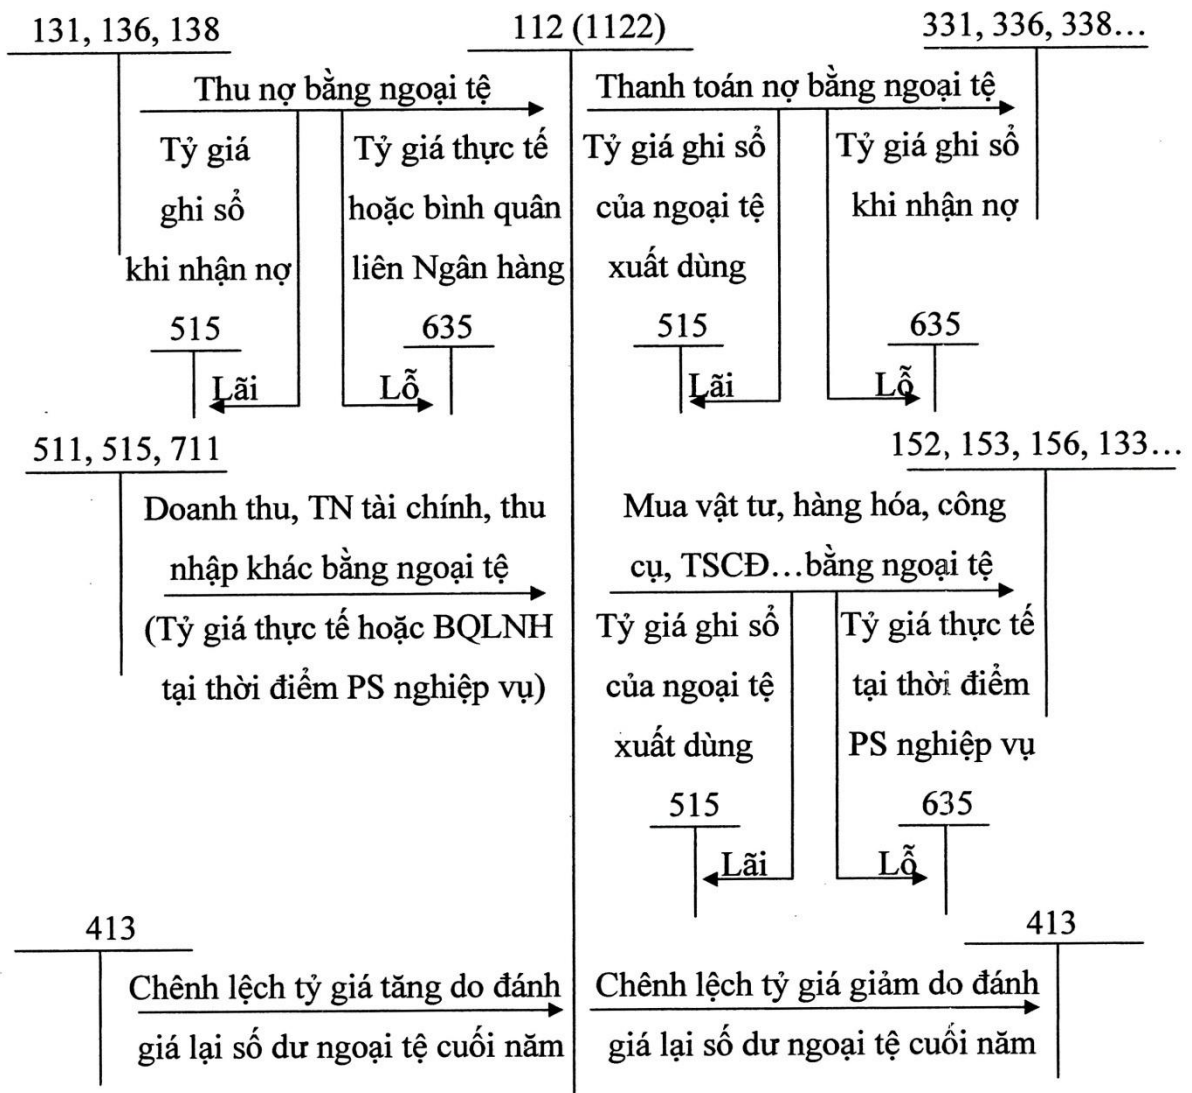 131, 136, 138
112 (1122)
331, 336, 338...
Thu nợ bằng ngoại tệ
Tỷ giá
ghi sổ
khi nhận nợ
Tỷ giá thực tế
hoặc bình quân
liên Ngân hàng
515
Lãi
635
Lỗ
Thanh toán nợ bằng ngoại tệ
Tỷ giá ghi sổ
của ngoại tệ
xuất dùng
Tỷ giá ghi sổ
khi nhận nợ
515
Lãi
635
Lỗ
511, 515, 711
Doanh thu, TN tài chính, thu
nhập khác bằng ngoại tệ
(Tỷ giá thực tế hoặc BQLNH
tại thời điểm PS nghiệp vụ)
152, 153, 156, 133...
Mua vật tư, hàng hóa, công
cụ, TSCĐ...bằng ngoại tệ
Tỷ giá ghi sổ
của ngoại tệ
xuất dùng
Tỷ giá thực tế
tại thời điểm
PS nghiệp vụ
515
Lãi
635
Lỗ
413
Chênh lệch tỷ giá tăng do đánh
giá lại số dư ngoại tệ cuối năm
413
Chênh lệch tỷ giá giảm do đánh
giá lại số dư ngoại tệ cuối năm